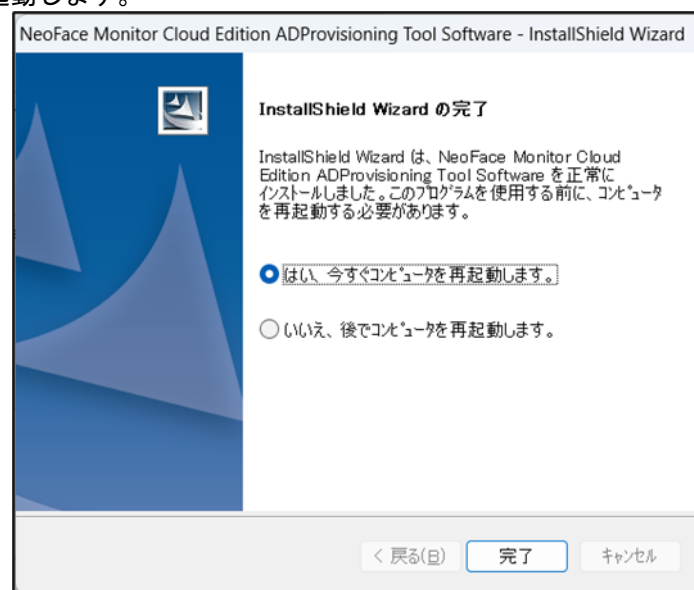 動します。
NeoFace Monitor Cloud Edition ADProvisioning Tool Software - InstallShield Wizard
InstallShield Wizard の完了
InstallShield Wizard は、NeoFace Monitor Cloud
Edition ADProvisioning Tool Software を正常に
ｲﾝｽﾄｰﾙしました。このﾌﾟﾛｸﾞﾗﾑを使用する前に、ｺﾝﾋﾟｭｰﾀ
を再起動する必要があります。
はい、今すぐｺﾝﾋﾟｭｰﾀを再起動します。
いいえ、後でｺﾝﾋﾟｭｰﾀを再起動します。
< 戻る(B)
完了
ｷｬﾝｾﾙ